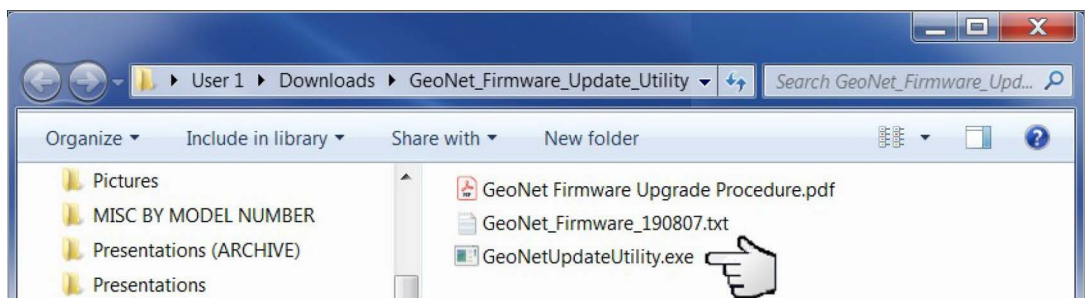 User 1 Downloads GeoNet_Firmware_Update_Utility Search GeoNet_Firmware_Upd...
Organize Include in library Share with New folder
Pictures
MISC BY MODEL NUMBER
Presentations (ARCHIVE)
Presentations
GeoNet Firmware Upgrade Procedure.pdf
GeoNet_Firmware_190807.txt
GeoNetUpdateUtility.exe